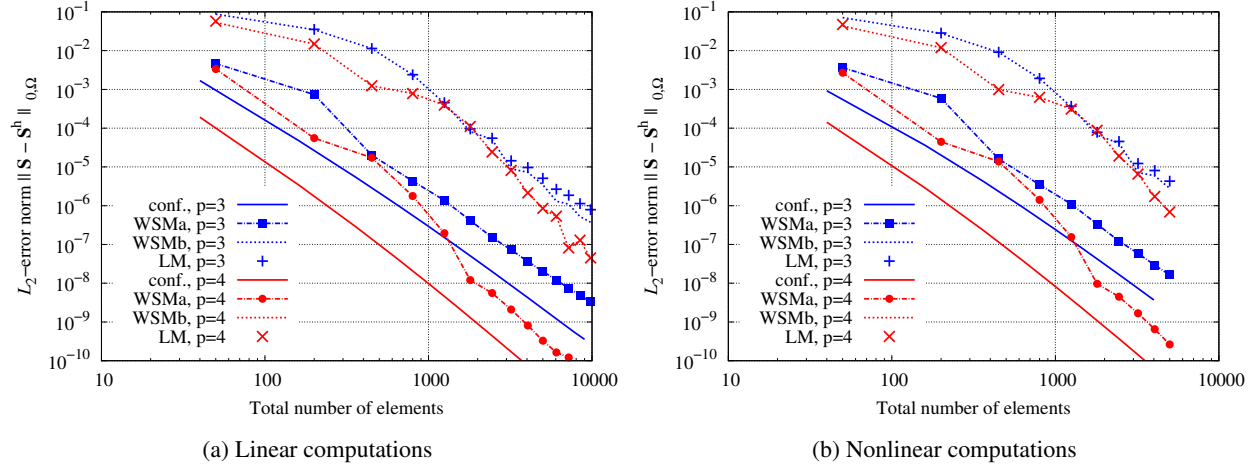 L₂−error norm || S − Sʰ || ₀,Ω
10⁻¹
10⁻²
10⁻³
10⁻⁴
10⁻⁵
10⁻⁶
10⁻⁷
10⁻⁸
10⁻⁹
10⁻¹⁰
conf., p=3
WSMa, p=3
WSMb, p=3
LM, p=3
conf., p=4
WSMa, p=4
WSMb, p=4
LM, p=4
10 100 1000 10000
Total number of elements
(a) Linear computations
L₂−error norm || S − Sʰ || ₀,Ω
10⁻¹
10⁻²
10⁻³
10⁻⁴
10⁻⁵
10⁻⁶
10⁻⁷
10⁻⁸
10⁻⁹
10⁻¹⁰
conf., p=3
WSMa, p=3
WSMb, p=3
LM, p=3
conf., p=4
WSMa, p=4
WSMb, p=4
LM, p=4
10 100 1000 10000
Total number of elements
(b) Nonlinear computations